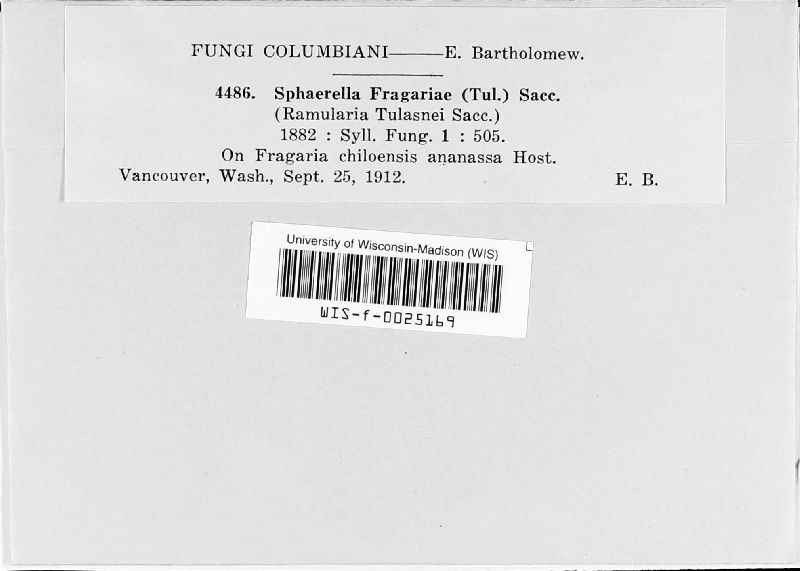 FUNGI COLUMBIANI——E. Bartholomew.
4486. Sphaerella Fragariae (Tul.) Sacc.
(Ramularia Tulasnei Sacc.)
1882 : Syll. Fung. 1 : 505.
On Fragaria chiloensis ananassa Host.
Vancouver, Wash., Sept. 25, 1912. E. B.
University of Wisconsin-Madison (WIS)
WIS-f-0025169